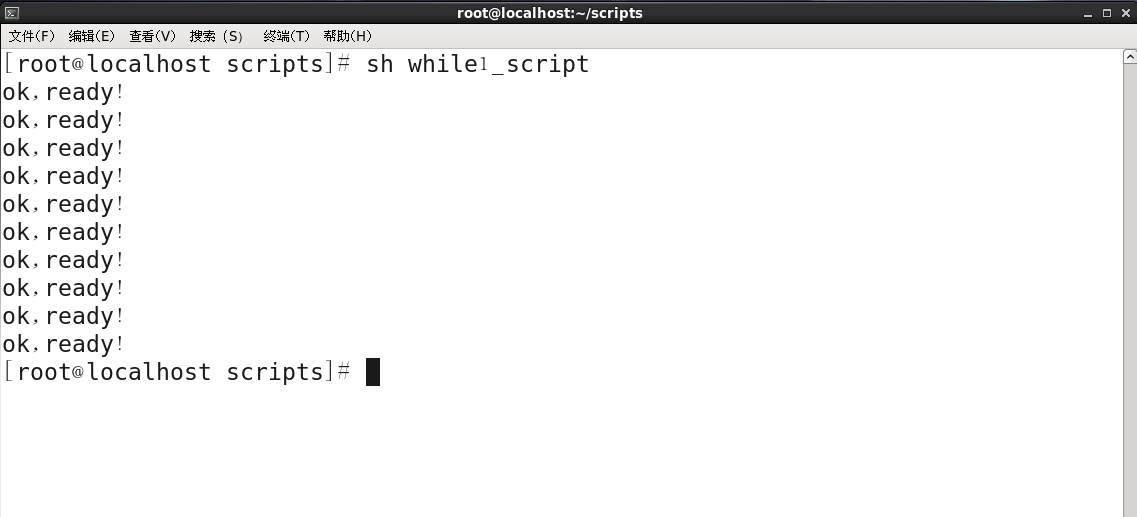 root@localhost:~/scripts
文件(F) 编辑(E) 查看(V) 搜索 (S) 终端(T) 帮助(H)
[root@localhost scripts]# sh while1_script
ok,ready!
ok,ready!
ok,ready!
ok,ready!
ok,ready!
ok,ready!
ok,ready!
ok,ready!
ok,ready!
ok,ready!
[root@localhost scripts]#